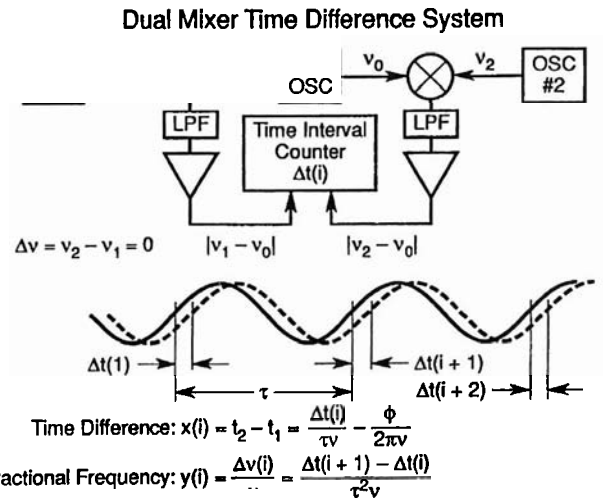 Dual Mixer Time Difference System
ν₀
ν₂
OSC
OSC
#2
LPF
Time Interval
Counter
Δt(i)
LPF
Δν = ν₂ − ν₁ = 0
|ν₁ − ν₀|
|ν₂ − ν₀|
Δt(1)
Δt(i + 1)
τ
Δt(i + 2)
Time Difference: x(i) = t₂ − t₁ = Δt(i)/τν − ϕ/2πν
ractional Frequency: y(i) = Δν(i) = Δt(i + 1) − Δt(i)/τ²ν